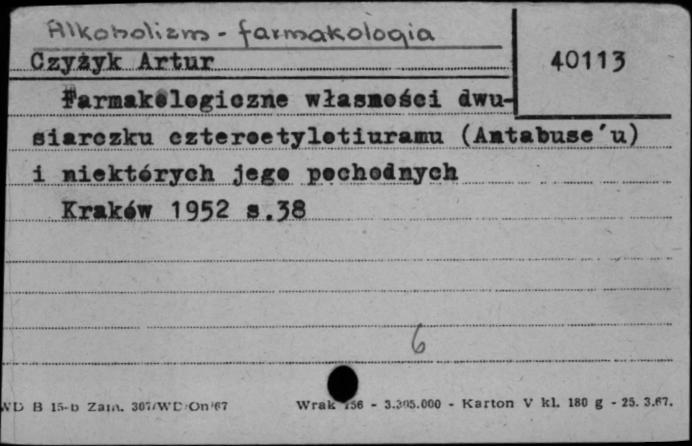 Alkoholizm - farmakologia
Czyżyk Artur
40113
Farmakologiczne własności dwu-
siarczku czteroetylotiuramu (Antabuse'u)
i niektórych jego pochodnych
Kraków 1952 s.38
6
WD B 15-b Zam. 307/WD/On/67
Wrak 156 - 3.305.000 - Karton V kl. 180 g - 25. 3.67.